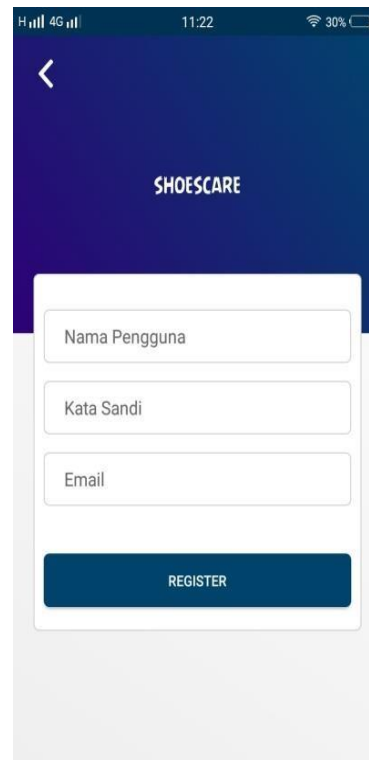 H 4G 11:22 30%
SHOESCARE
Nama Pengguna
Kata Sandi
Email
REGISTER